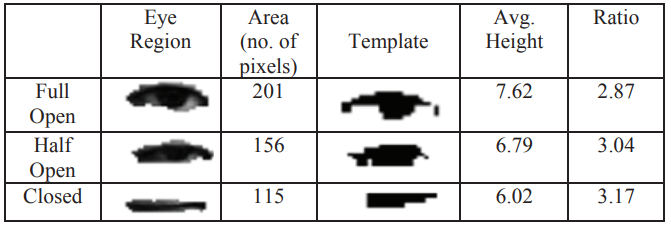 Eye Region Area (no. of pixels) Template Avg. Height Ratio
Full Open 201 7.62 2.87
Half Open 156 6.79 3.04
Closed 115 6.02 3.17